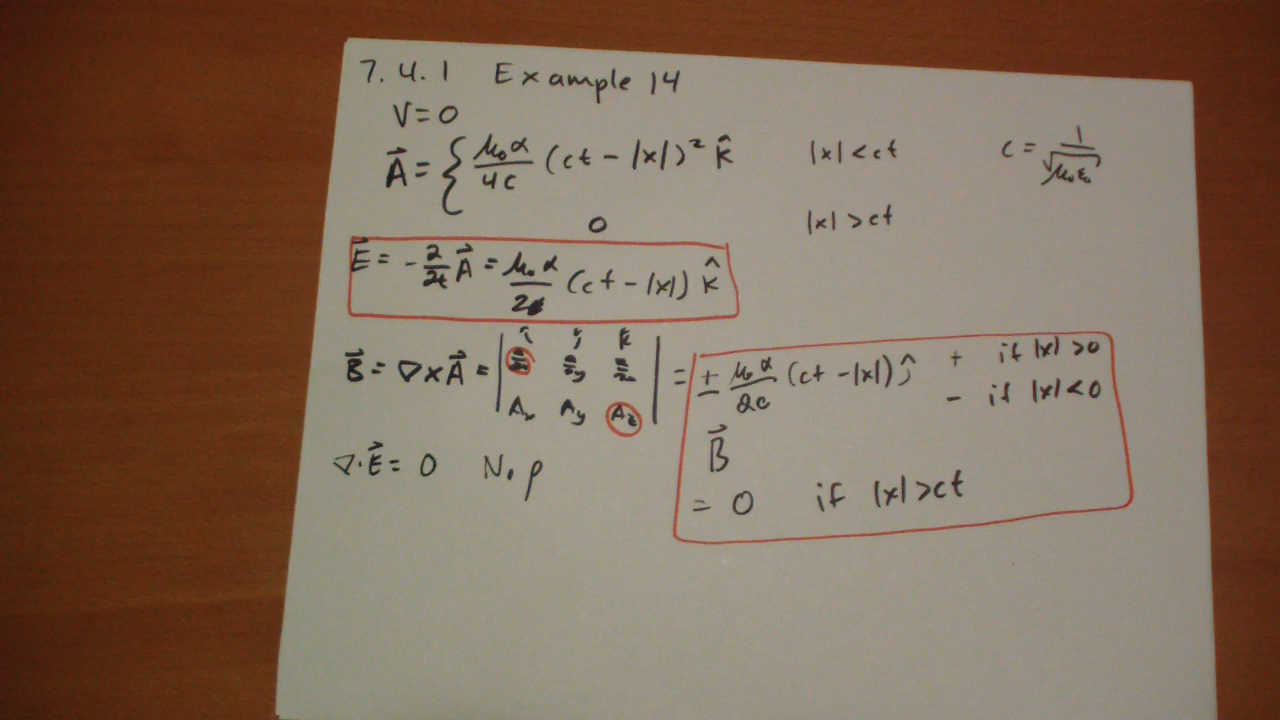 7.4.1 Example 14
V=0
A⃗ = { μ₀α/4c (ct - |x|)² k̂ |x| < ct c = 1/√μ₀ε₀
0 |x| > ct
E⃗ = - ∂/∂t A⃗ = μ₀α/2 (ct - |x|) k̂
B⃗ = ∇ × A⃗ = | î ĵ k̂ ; ∂/∂x ∂/∂y ∂/∂z ; Ax Ay Az | = ± μ₀α/2c (ct - |x|) ĵ + if |x| > 0
- if |x| < 0
B⃗
= 0 if |x| > ct
∇·E⃗ = 0 No ρ